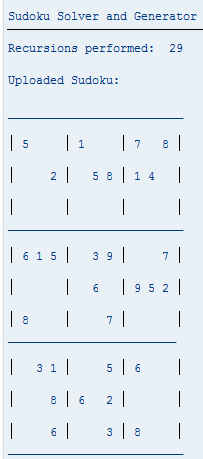 Sudoku Solver and Generator
Recursions performed: 29
Uploaded Sudoku:
| 5 | 1 | 7 8 |
| 2 | 5 8 | 1 4 |
| | | |
| 6 1 5 | 3 9 | 7 |
| | 6 | 9 5 2 |
| 8 | 7 | |
| 3 1 | 5 | 6 |
| 8 | 6 2 | |
| 6 | 3 | 8 |